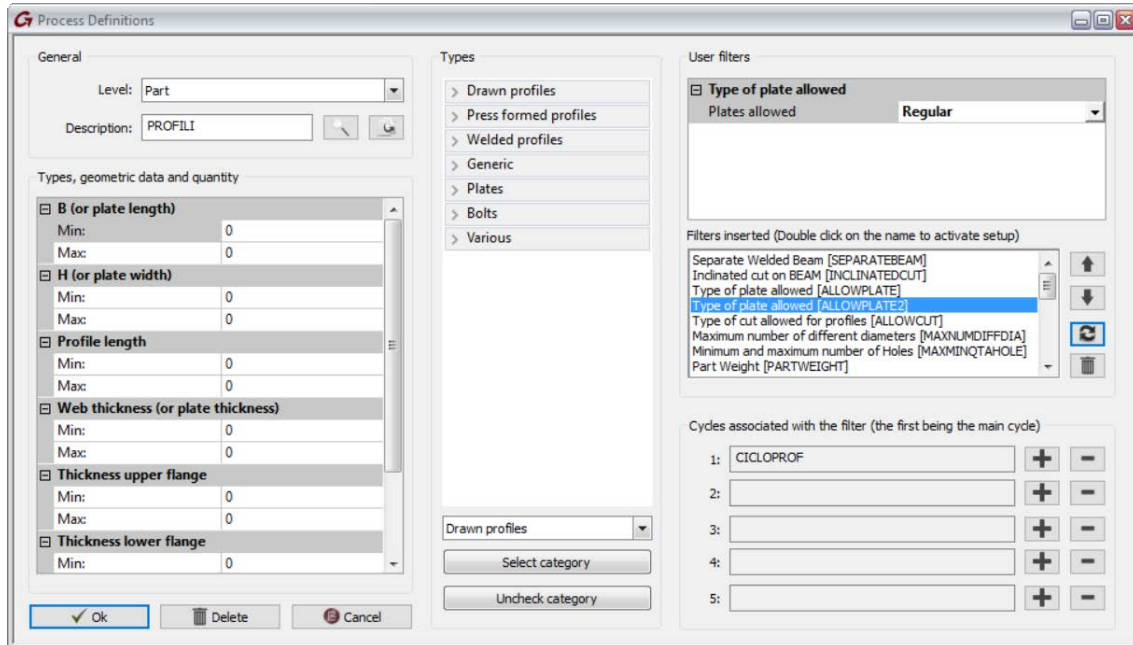 Process Definitions
General
Level: Part
Description: PROFILI
Types, geometric data and quantity
B (or plate length)
Min: 0
Max: 0
H (or plate width)
Min: 0
Max: 0
Profile length
Min: 0
Max: 0
Web thickness (or plate thickness)
Min: 0
Max: 0
Thickness upper flange
Min: 0
Max: 0
Thickness lower flange
Min: 0
Ok
Delete
Cancel
Types
Drawn profiles
Press formed profiles
Welded profiles
Generic
Plates
Bolts
Various
Drawn profiles
Select category
Uncheck category
User filters
Type of plate allowed
Plates allowed Regular
Filters inserted (Double click on the name to activate setup)
Separate Welded Beam [SEPARATEBEAM]
Inclinated cut on BEAM [INCLINATEDCUT]
Type of plate allowed [ALLOWPLATE]
Type of plate allowed [ALLOWPLATE2]
Type of cut allowed for profiles [ALLOWCUT]
Maximum number of different diameters [MAXNUMDIFFDIA]
Minimum and maximum number of Holes [MAXMINQTAHOLE]
Part Weight [PARTWEIGHT]
Cycles associated with the filter (the first being the main cycle)
1: CICLOPROF
2:
3:
4:
5: